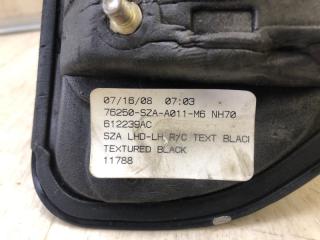 07/16/08 07:03
76250-SZA-A011-M6 NH70
612239AC
SZA LHD-LH R/C TEXT BLACI
TEXTURED BLACK
11788